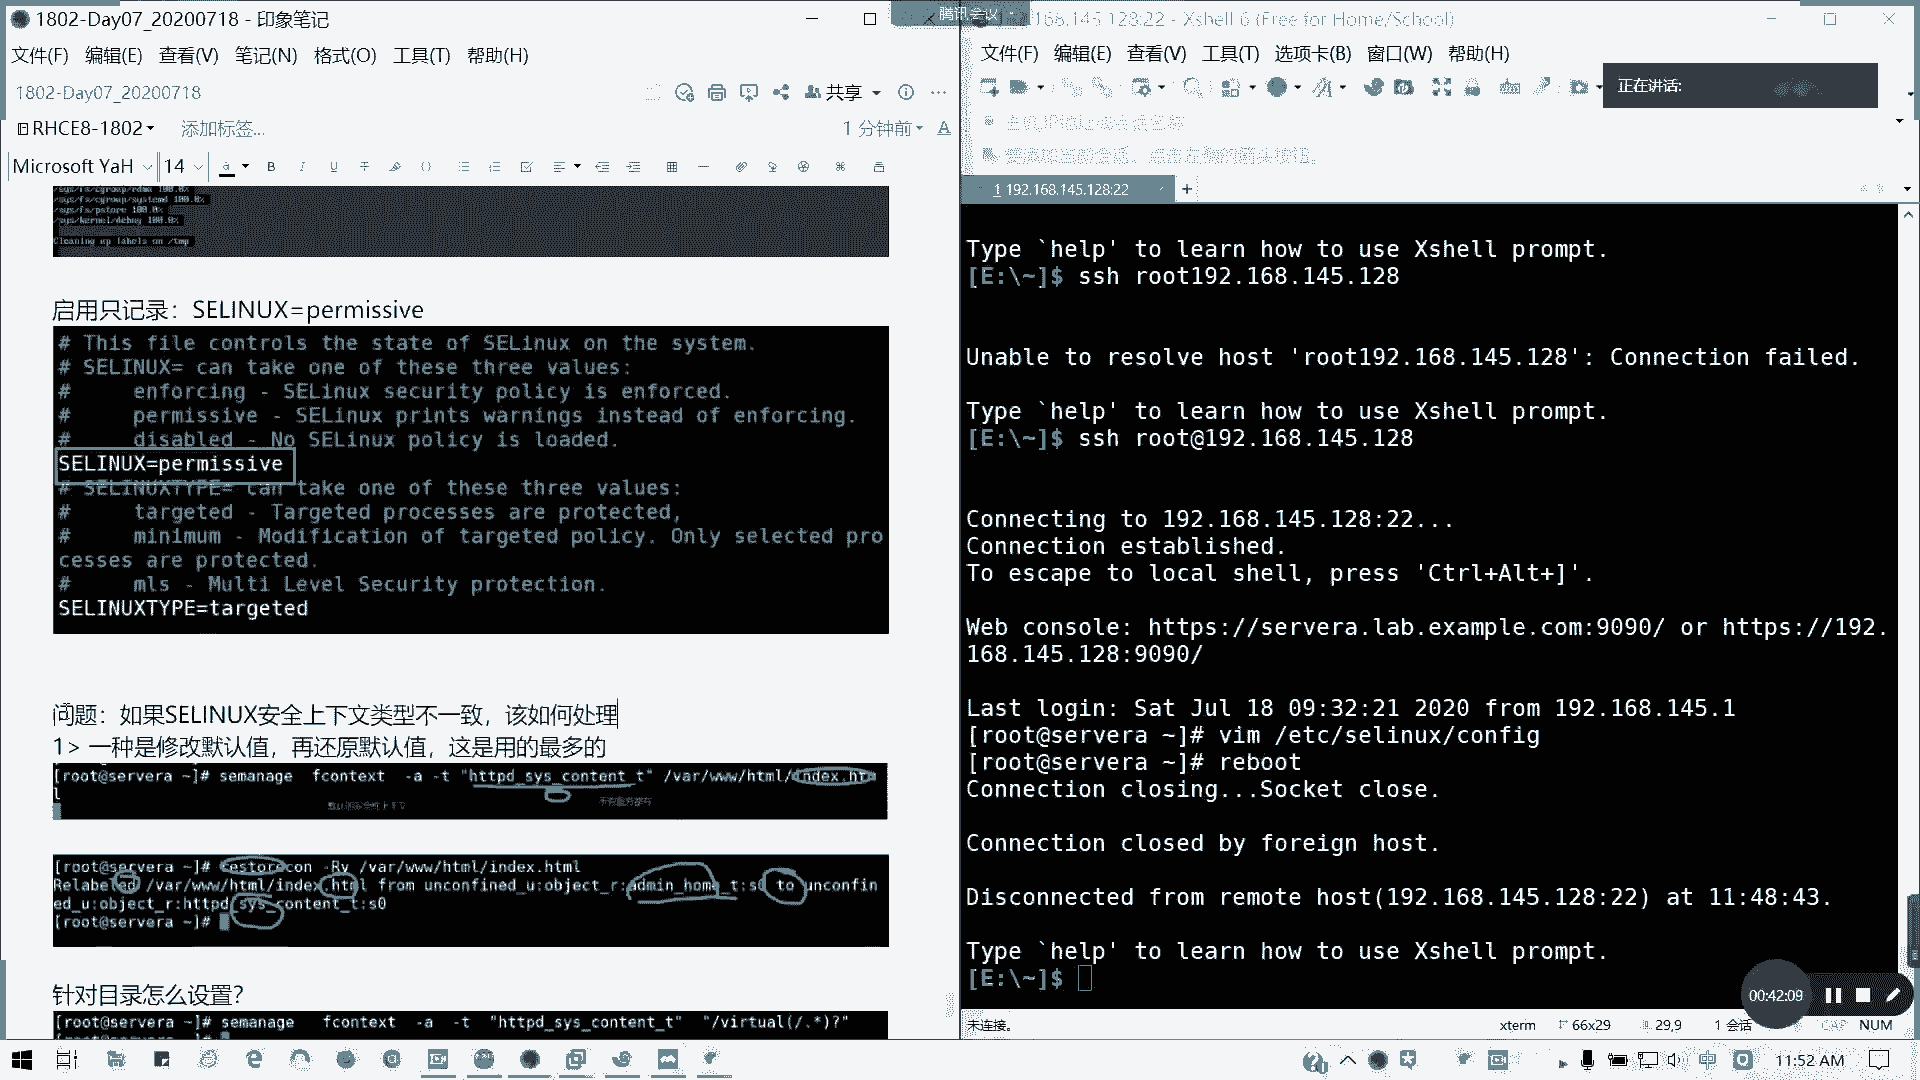 1802-Day07_20200718 - 印象笔记
文件(F) 编辑(E) 查看(V) 笔记(N) 格式(O) 工具(T) 帮助(H)
1802-Day07_20200718
共享
RHCE8-1802
添加标签...
1 分钟前
Microsoft YaH 14
/sys/fs/cgroup/systemd 100.0%
/sys/fs/pstore 100.0%
/sys/kernel/debug 100.0%
Cleaning up labels on /tmp
启用只记录：SELINUX=permissive
# This file controls the state of SELinux on the system.
# SELINUX= can take one of these three values:
#     enforcing - SELinux security policy is enforced.
#     permissive - SELinux prints warnings instead of enforcing.
#     disabled - No SELinux policy is loaded.
SELINUX=permissive
# SELINUXTYPE= can take one of these three values:
#     targeted - Targeted processes are protected,
#     minimum - Modification of targeted policy. Only selected pro
cesses are protected.
#     mls - Multi Level Security protection.
SELINUXTYPE=targeted
问题：如果SELINUX安全上下文类型不一致，该如何处理
1> 一种是修改默认值，再还原默认值，这是用的最多的
[root@servera ~]# semanage  fcontext  -a -t "httpd_sys_content_t" /var/www/html/index.htm
l
[root@servera ~]# restorecon -Rv /var/www/html/index.html
Relabeled /var/www/html/index.html from unconfined_u:object_r:admin_home_t:s0 to unconfin
ed_u:object_r:httpd_sys_content_t:s0
[root@servera ~]#
针对目录怎么设置？
[root@servera ~]# semanage  fcontext  -a  -t  "httpd_sys_content_t"  "/virtual(/.*)?"
腾讯会议
192.168.145.128:22 - Xshell 6 (Free for Home/School)
文件(F) 编辑(E) 查看(V) 工具(T) 选项卡(B) 窗口(W) 帮助(H)
正在讲话:
1 192.168.145.128:22
Type `help' to learn how to use Xshell prompt.
[E:\~]$ ssh root192.168.145.128
Unable to resolve host 'root192.168.145.128': Connection failed.
Type `help' to learn how to use Xshell prompt.
[E:\~]$ ssh root@192.168.145.128
Connecting to 192.168.145.128:22...
Connection established.
To escape to local shell, press 'Ctrl+Alt+]'.
Web console: https://servera.lab.example.com:9090/ or https://192.
168.145.128:9090/
Last login: Sat Jul 18 09:32:21 2020 from 192.168.145.1
[root@servera ~]# vim /etc/selinux/config
[root@servera ~]# reboot
Connection closing...Socket close.
Connection closed by foreign host.
Disconnected from remote host(192.168.145.128:22) at 11:48:43.
Type `help' to learn how to use Xshell prompt.
[E:\~]$
00:42:09
未连接。
xterm
66x29
29,9
1 会话
CAP NUM
中
11:52 AM